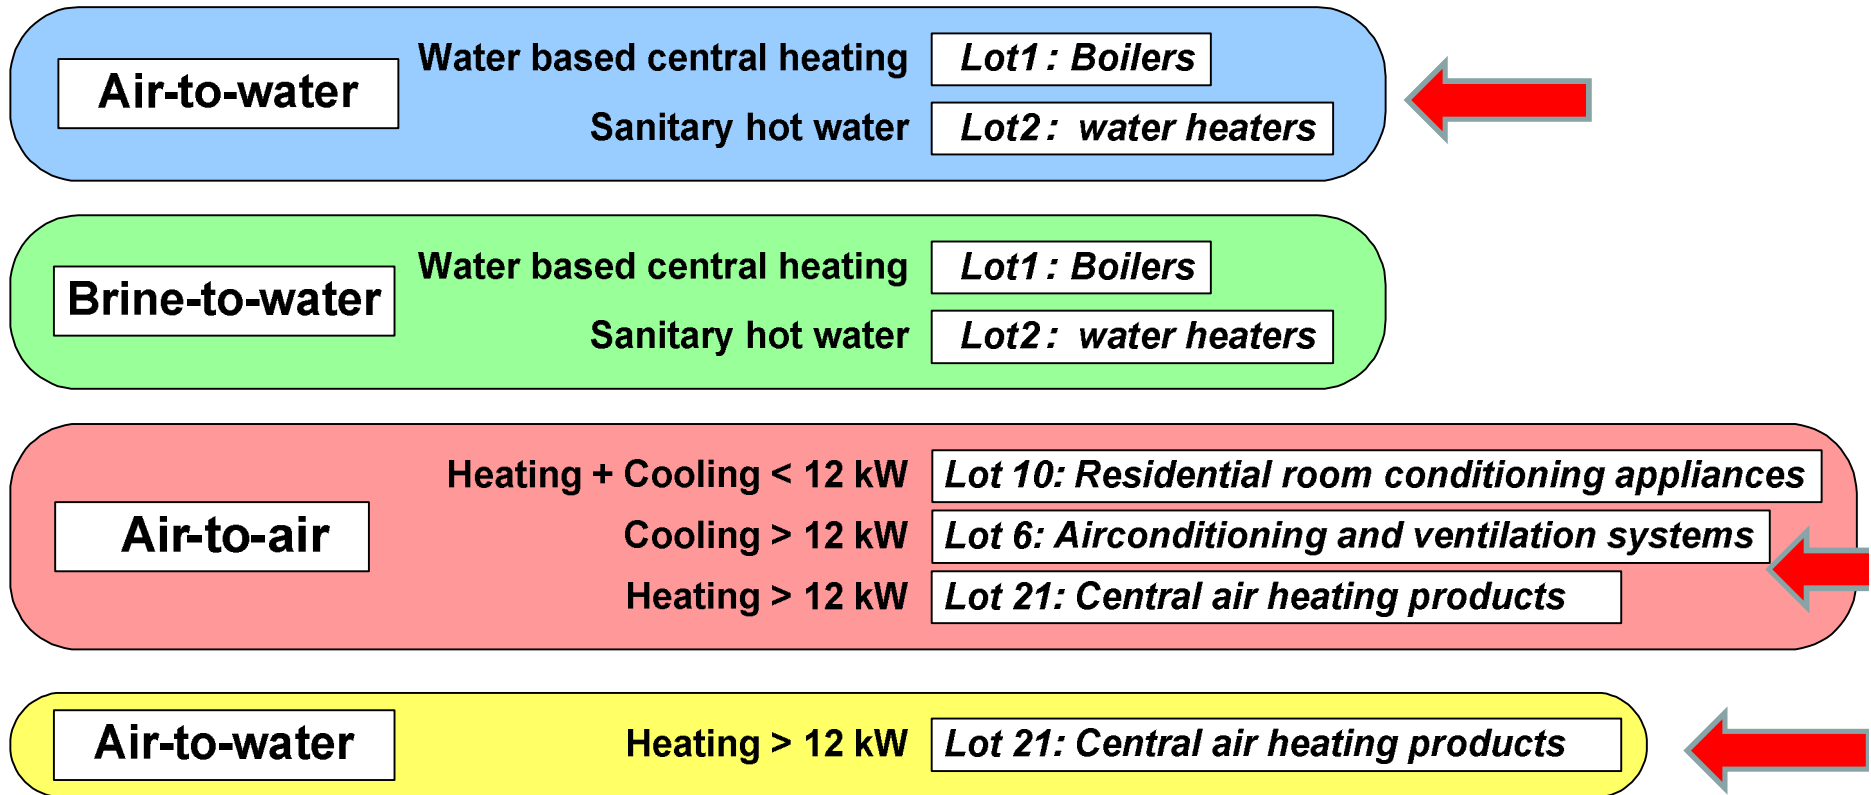 Water based central heating Lot1 : Boilers
Air-to-water
Sanitary hot water Lot2 : water heaters
Water based central heating Lot1 : Boilers
Brine-to-water
Sanitary hot water Lot2 : water heaters
Heating + Cooling < 12 kW Lot 10: Residential room conditioning appliances
Air-to-air Cooling > 12 kW Lot 6: Airconditioning and ventilation systems
Heating > 12 kW Lot 21: Central air heating products
Air-to-water Heating > 12 kW Lot 21: Central air heating products